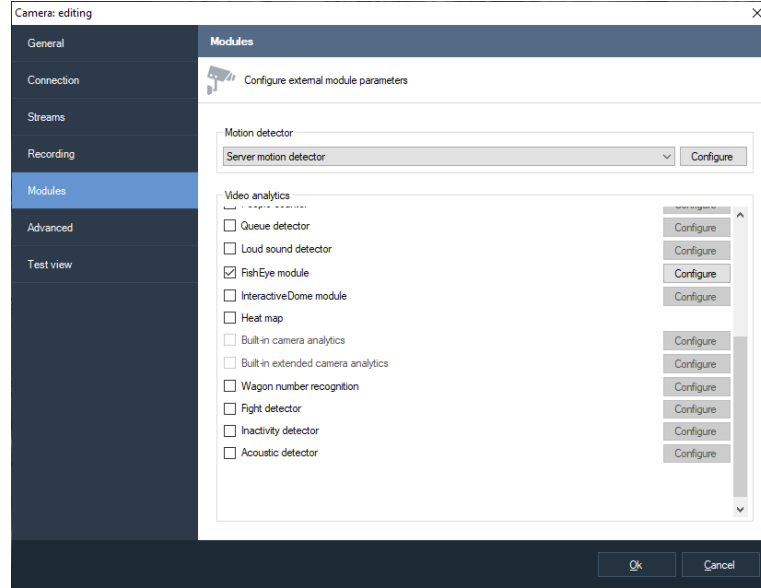 Camera: editing
General
Connection
Streams
Recording
Modules
Advanced
Test view
Modules
Configure external module parameters
Motion detector
Server motion detector
Configure
Video analytics
Queue detector Configure
Loud sound detector Configure
FishEye module Configure
InteractiveDome module Configure
Heat map
Built-in camera analytics Configure
Built-in extended camera analytics Configure
Wagon number recognition Configure
Fight detector Configure
Inactivity detector Configure
Acoustic detector Configure
Ok Cancel